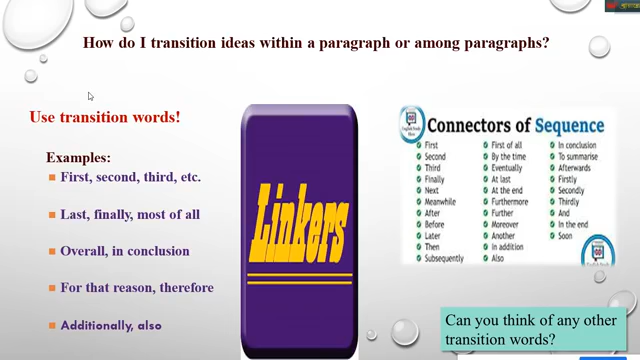 How do I transition ideas within a paragraph or among paragraphs?
Use transition words!
Examples:
First, second, third, etc.
Last, finally, most of all
Overall, in conclusion
For that reason, therefore
Additionally, also
Linkers
Connectors of Sequence
First
Second
Third
Finally
Next
Meanwhile
After
Before
Later
Then
Subsequently
First of all
By the time
Eventually
At last
At the end
Furthermore
Further
Moreover
Another
In addition
Also
In conclusion
To summarise
Afterwards
Firstly
Secondly
Thirdly
And
In the end
Soon
Can you think of any other
transition words?